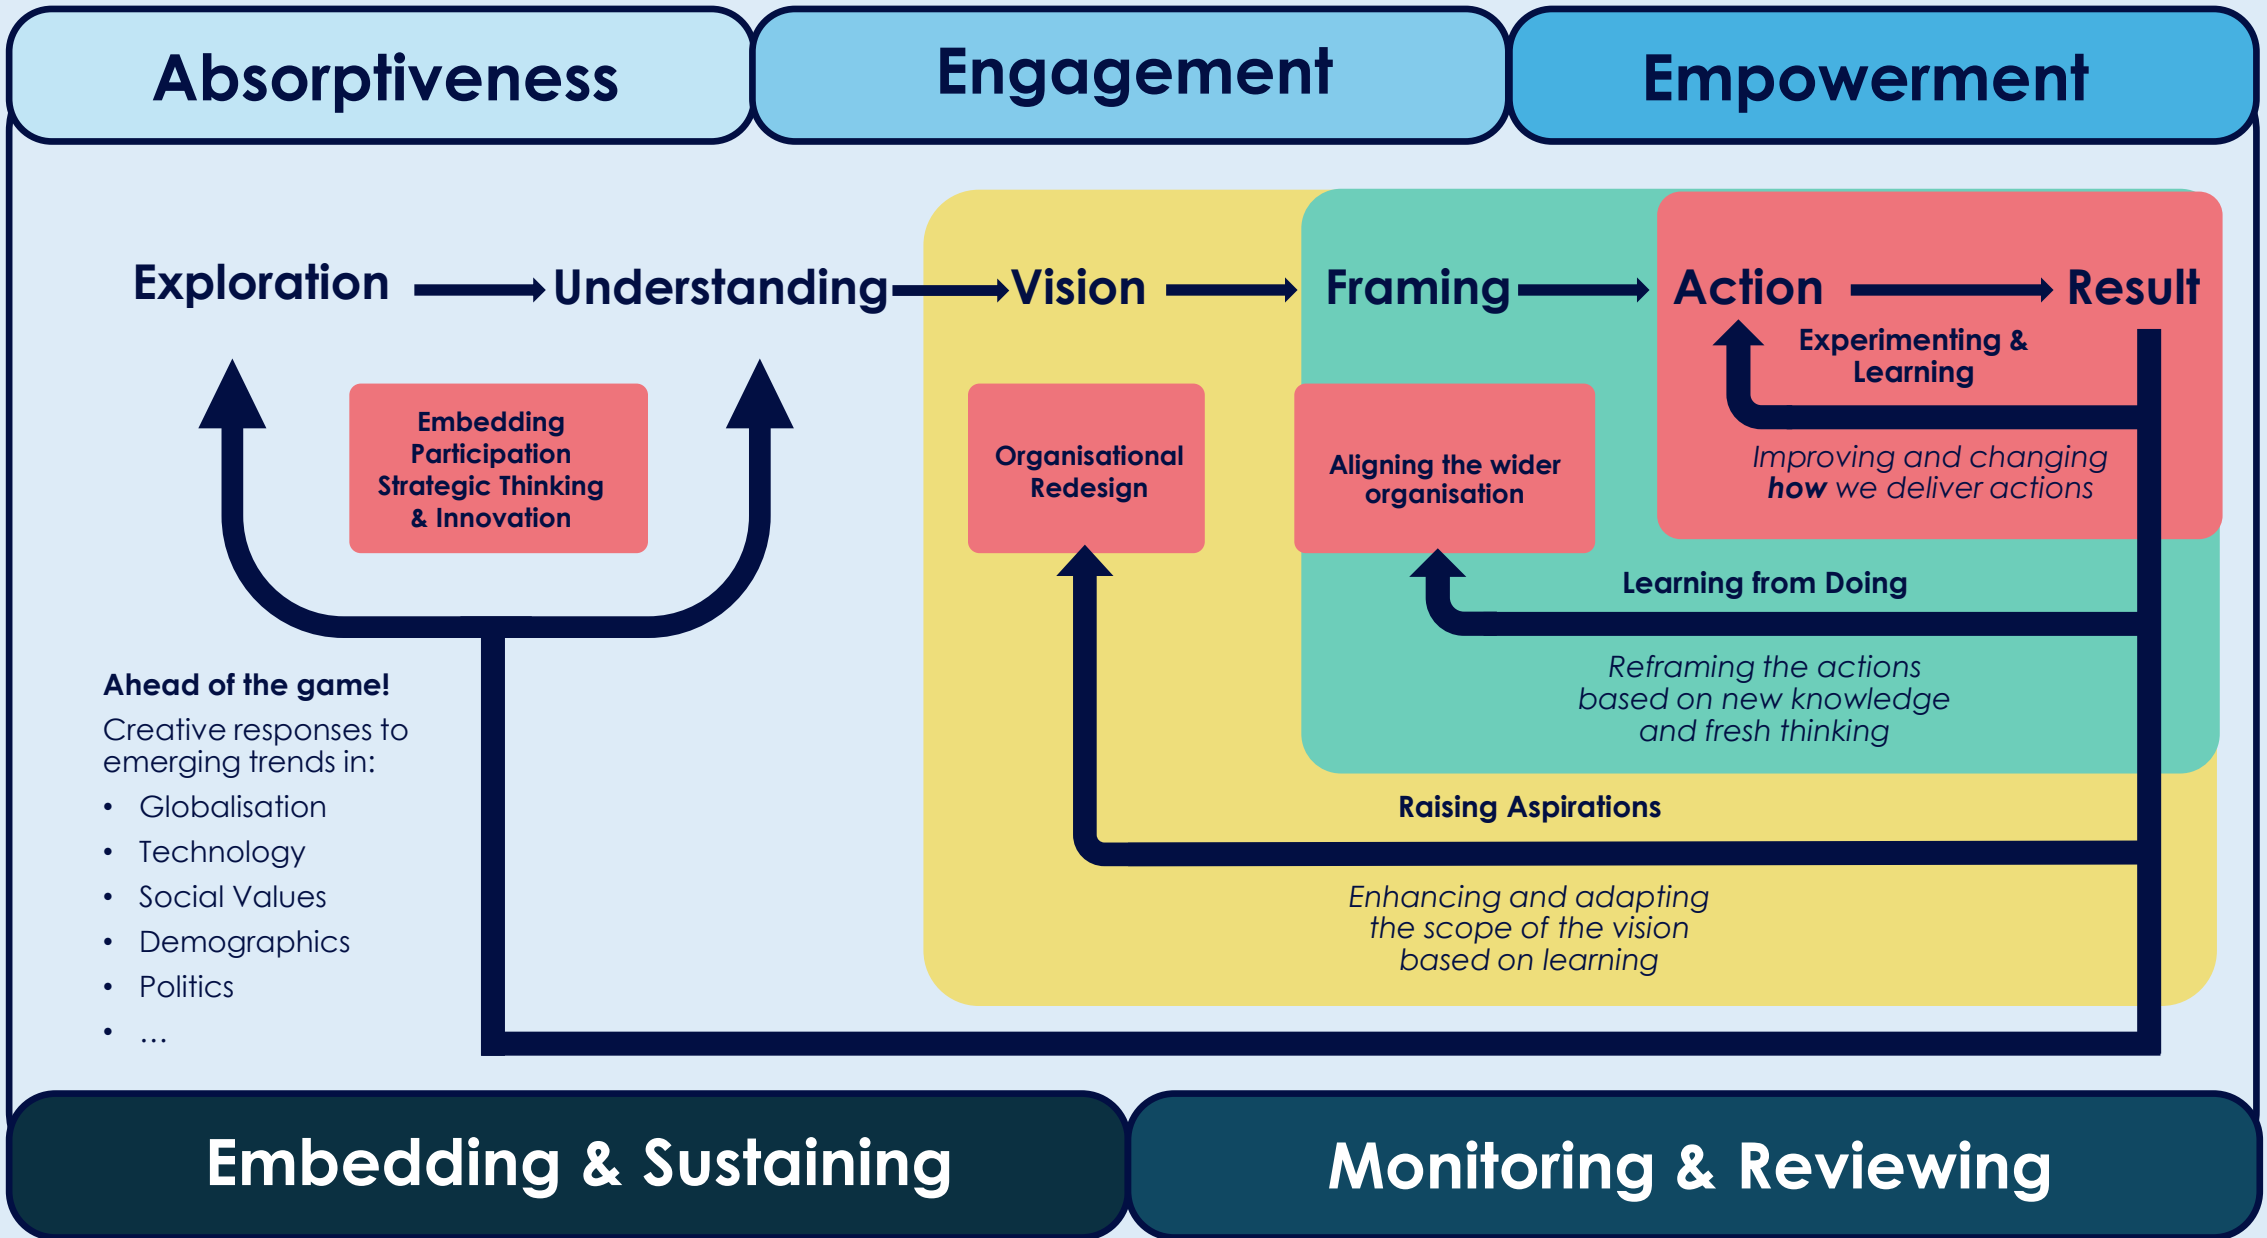 Absorptiveness
Engagement
Empowerment
Exploration
Understanding
Vision
Framing
Action
Result
Experimenting &
Learning
Improving and changing
how we deliver actions
Embedding
Participation
Strategic Thinking
& Innovation
Organisational
Redesign
Aligning the wider
organisation
Learning from Doing
Reframing the actions
based on new knowledge
and fresh thinking
Ahead of the game!
Creative responses to
emerging trends in:
• Globalisation
• Technology
• Social Values
• Demographics
• Politics
• …
Raising Aspirations
Enhancing and adapting
the scope of the vision
based on learning
Embedding & Sustaining
Monitoring & Reviewing